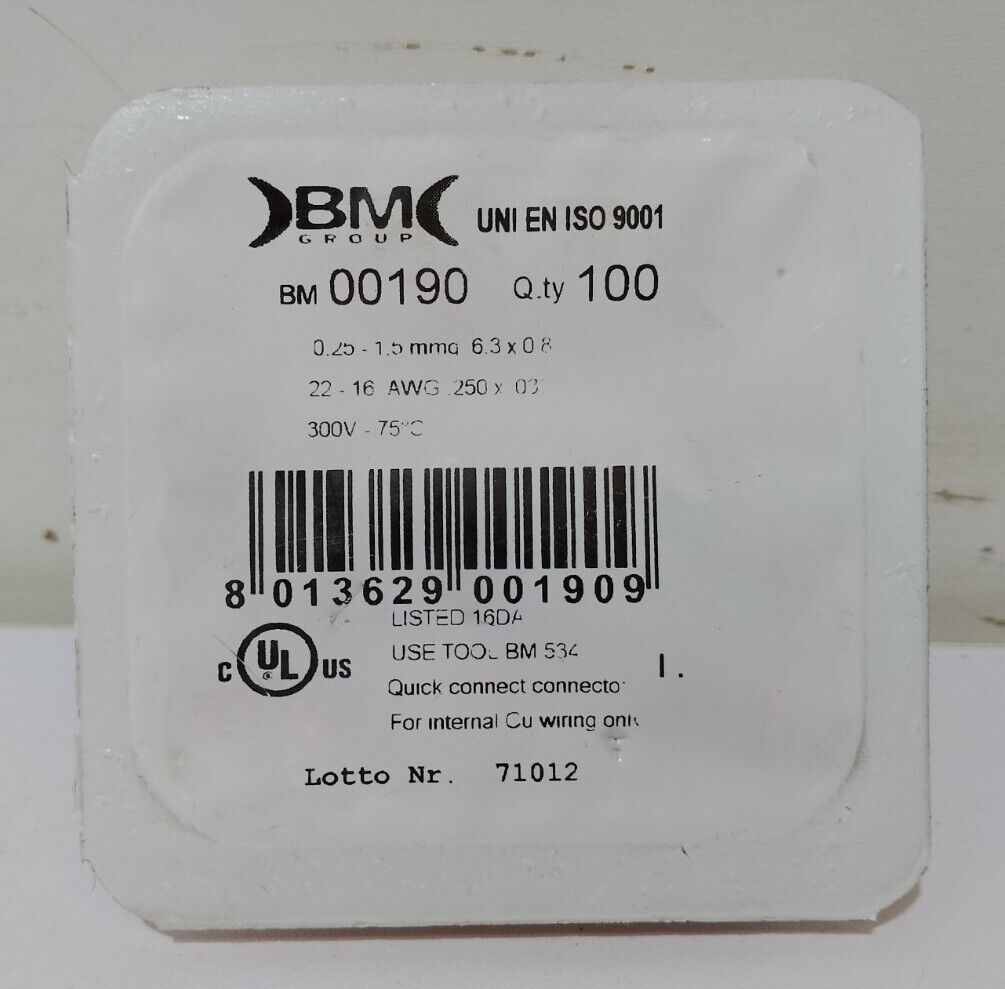 BM GROUP UNI EN ISO 9001
BM 00190 Q.ty 100
0.25 - 1.5 mmq 6.3 x 0.8
22 - 16 AWG .250 x
300V - 75°C
8 013629 001909
LISTED 16DA
C UL US USE TOOL BM 534
Quick connect connector I.
For internal Cu wiring only
Lotto Nr. 71012